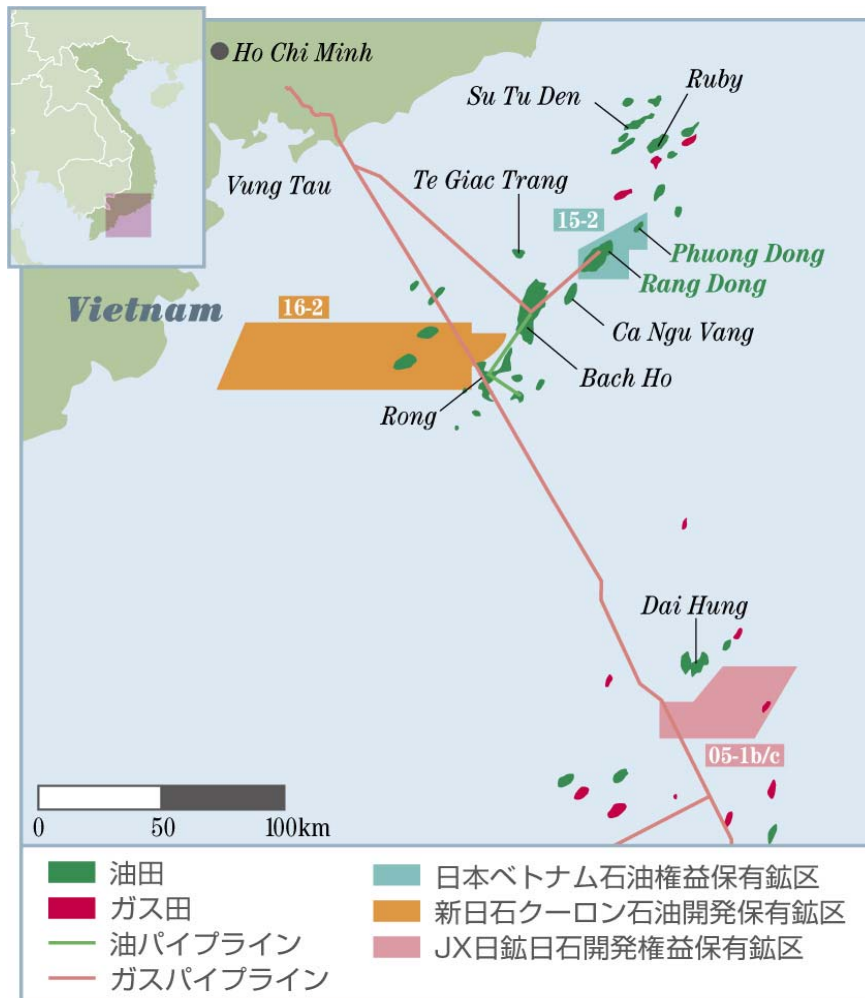 Ho Chi Minh
Su Tu Den
Ruby
Vung Tau
Te Giac Trang
15-2
Phuong Dong
Rang Dong
Vietnam
16-2
Ca Ngu Vang
Bach Ho
Rong
Dai Hung
05-1b/c
0 50 100km
油田
ガス田
油パイプライン
ガスパイプライン
日本ベトナム石油権益保有鉱区
新日石クーロン石油開発保有鉱区
JX日鉱日石開発権益保有鉱区